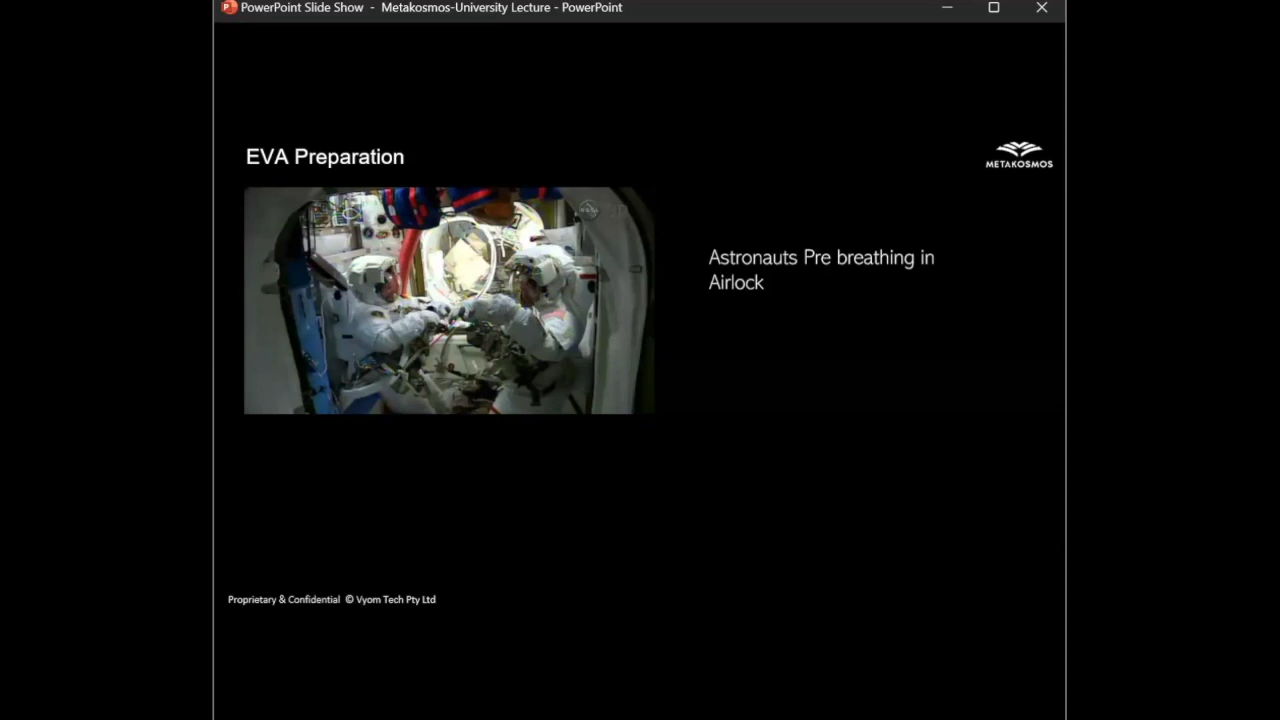 PowerPoint Slide Show - Metakosmos-University Lecture - PowerPoint
EVA Preparation
METAKOSMOS
NASA
Astronauts Pre breathing in
Airlock
Proprietary & Confidential © Vyom Tech Pty Ltd